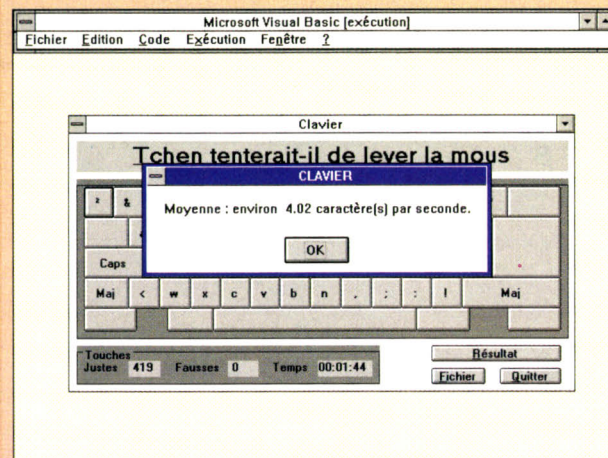 Microsoft Visual Basic [exécution]
Fichier Edition Code Exécution Fenêtre ?
Clavier
Tchen tenterait-il de lever la mous
CLAVIER
Moyenne : environ 4.02 caractère(s) par seconde.
OK
² &
Caps
Maj < w x c v b n , ; : ! Maj
Touches
Justes 419 Fausses 0 Temps 00:01:44
Résultat
Fichier Quitter